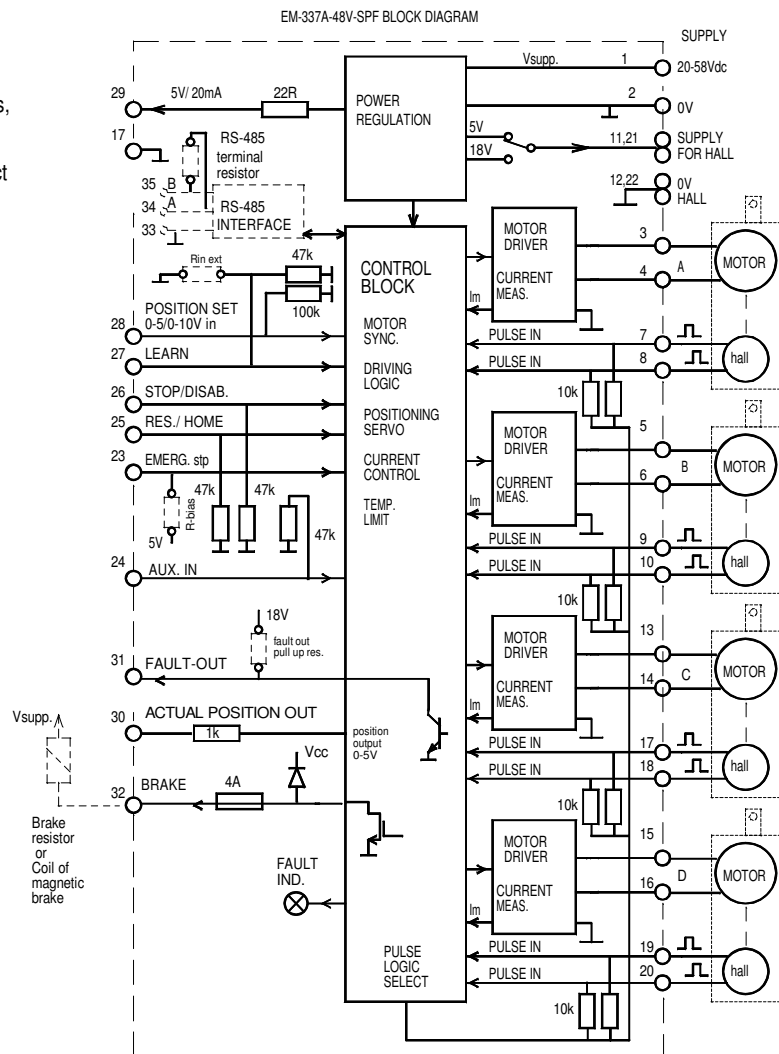 EM-337A-48V-SPF BLOCK DIAGRAM
s,
ct
SUPPLY
29
5V/ 20mA
22R
POWER
REGULATION
Vsupp.
1
20-58Vdc
2
0V
5V
18V
11,21
SUPPLY
FOR HALL
12,22
0V
HALL
17
RS-485
terminal
resistor
35 B
34 A
33
RS-485
INTERFACE
Rin ext
47k
100k
CONTROL
BLOCK
28
POSITION SET
0-5/0-10V in
MOTOR
SYNC.
27
LEARN
DRIVING
LOGIC
26
STOP/DISAB.
25
RES./ HOME
POSITIONING
SERVO
23
EMERG. stp
CURRENT
CONTROL
R-bias
5V
47k
47k
47k
TEMP.
LIMIT
24
AUX. IN
18V
fault out
pull up res.
31
FAULT-OUT
Vsupp.
30
ACTUAL POSITION OUT
1k
position
output
0-5V
Vcc
32
BRAKE
4A
Brake
resistor
or
Coil of
magnetic
brake
FAULT
IND.
PULSE
LOGIC
SELECT
MOTOR
DRIVER
CURRENT
MEAS.
Im
3
4
A
MOTOR
PULSE IN
7
PULSE IN
8
hall
10k
MOTOR
DRIVER
CURRENT
MEAS.
Im
5
6
B
MOTOR
PULSE IN
9
PULSE IN
10
hall
10k
MOTOR
DRIVER
CURRENT
MEAS.
Im
13
14
C
MOTOR
PULSE IN
17
PULSE IN
18
hall
10k
MOTOR
DRIVER
CURRENT
MEAS.
Im
15
16
D
MOTOR
PULSE IN
19
PULSE IN
20
hall
10k